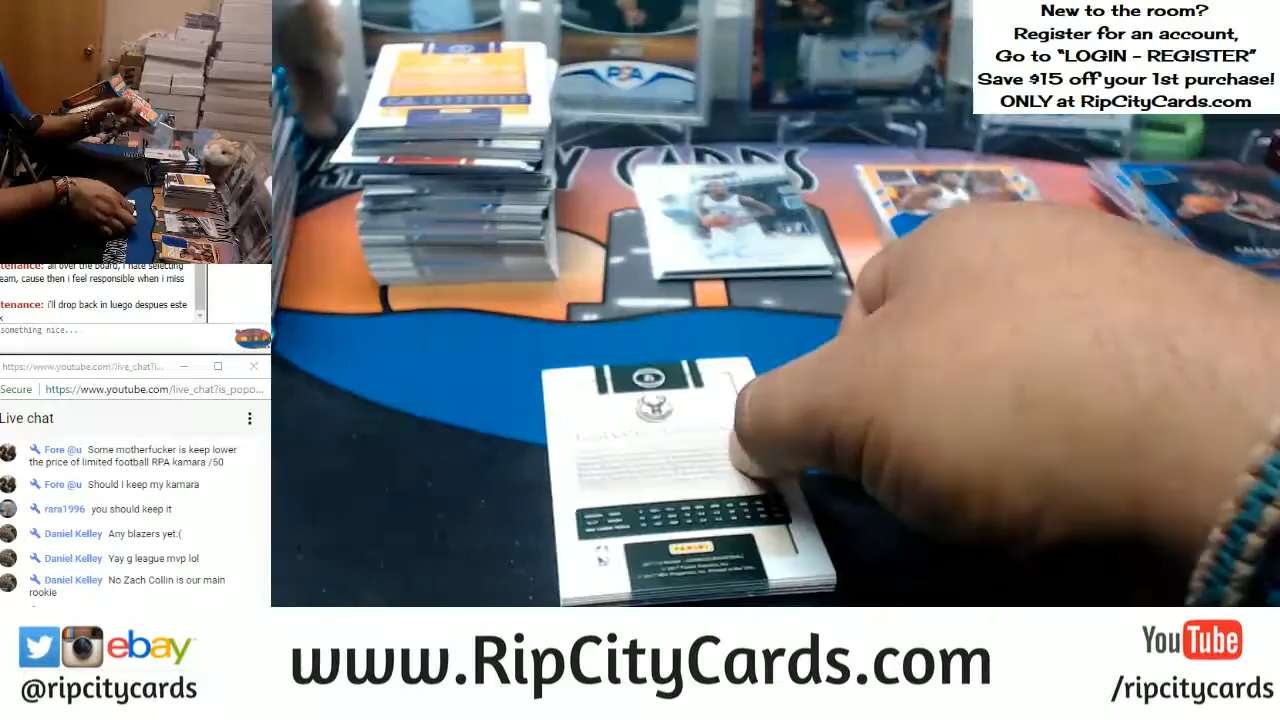 New to the room?
Register for an account,
Go to “LOGIN – REGISTER”
Save $15 off your 1st purchase!
ONLY at RipCityCards.com
PSA
CARDS
tenance: all over the board, i hate selecting
eam, cause then i feel responsible when i miss
tenance: i'll drop back in luego despues este
x
something nice...
https://www.youtube.com/live_chat?i...
Secure https://www.youtube.com/live_chat?is_popo...
Live chat
Fore @u Some motherfucker is keep lower
the price of limited football RPA kamara /50
Fore @u Should I keep my kamara
rara1996 you should keep it
Daniel Kelley Any blazers yet:(
Daniel Kelley Yay g league mvp lol
Daniel Kelley No Zach Collin is our main
rookie
PANINI
ebay
@ripcitycards
www.RipCityCards.com
YouTube
/ripcitycards